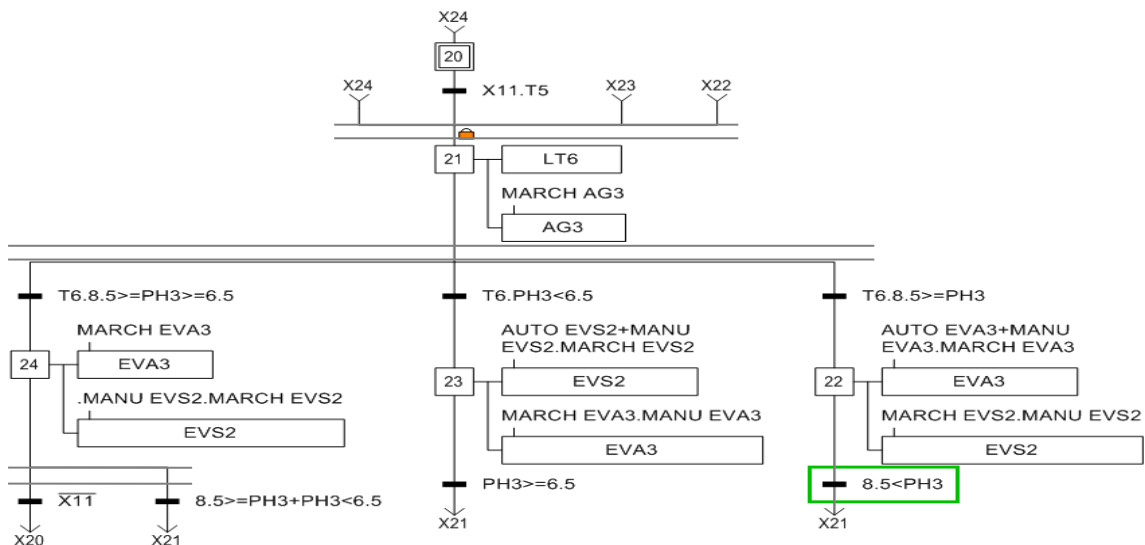 X24
20
X11.T5
X24
X23
X22
21
LT6
MARCH AG3
AG3
T6.8.5>=PH3>=6.5
T6.PH3<6.5
T6.8.5>=PH3
MARCH EVA3
24
EVA3
.MANU EVS2.MARCH EVS2
EVS2
AUTO EVS2+MANU
EVS2.MARCH EVS2
23
EVS2
MARCH EVA3.MANU EVA3
EVA3
AUTO EVA3+MANU
EVA3.MARCH EVA3
22
EVA3
MARCH EVS2.MANU EVS2
EVS2
X̅1̅1̅
8.5>=PH3+PH3<6.5
PH3>=6.5
8.5<PH3
X20
X21
X21
X21